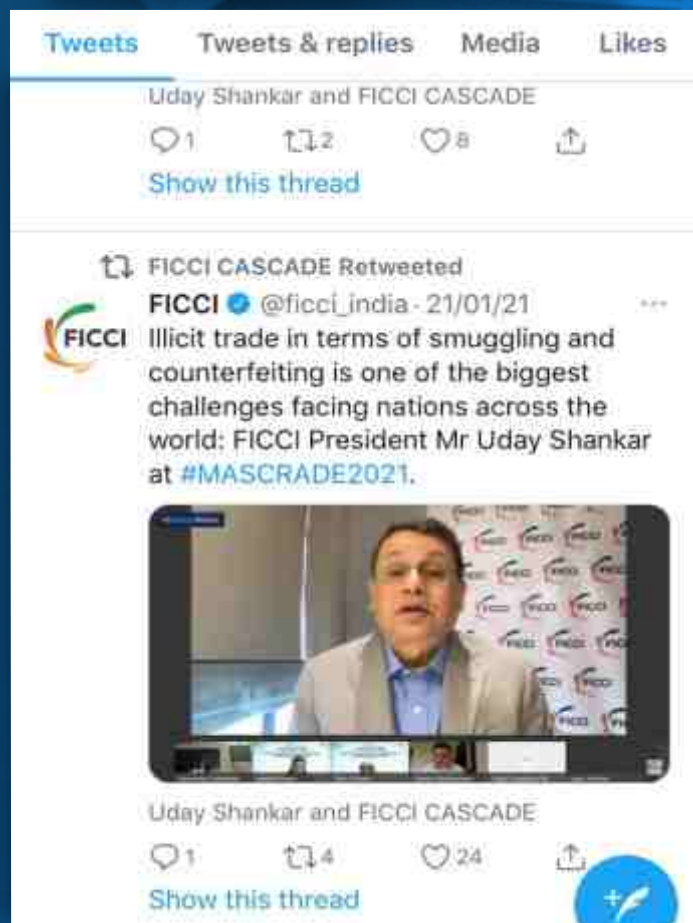 Tweets Tweets & replies Media Likes
Uday Shankar and FICCI CASCADE
1 2 8
Show this thread
FICCI CASCADE Retweeted
FICCI @ficci_india · 21/01/21 ...
FICCI
Illicit trade in terms of smuggling and
counterfeiting is one of the biggest
challenges facing nations across the
world: FICCI President Mr Uday Shankar
at #MASCRADE2021.
Uday Shankar and FICCI CASCADE
1 4 24
Show this thread